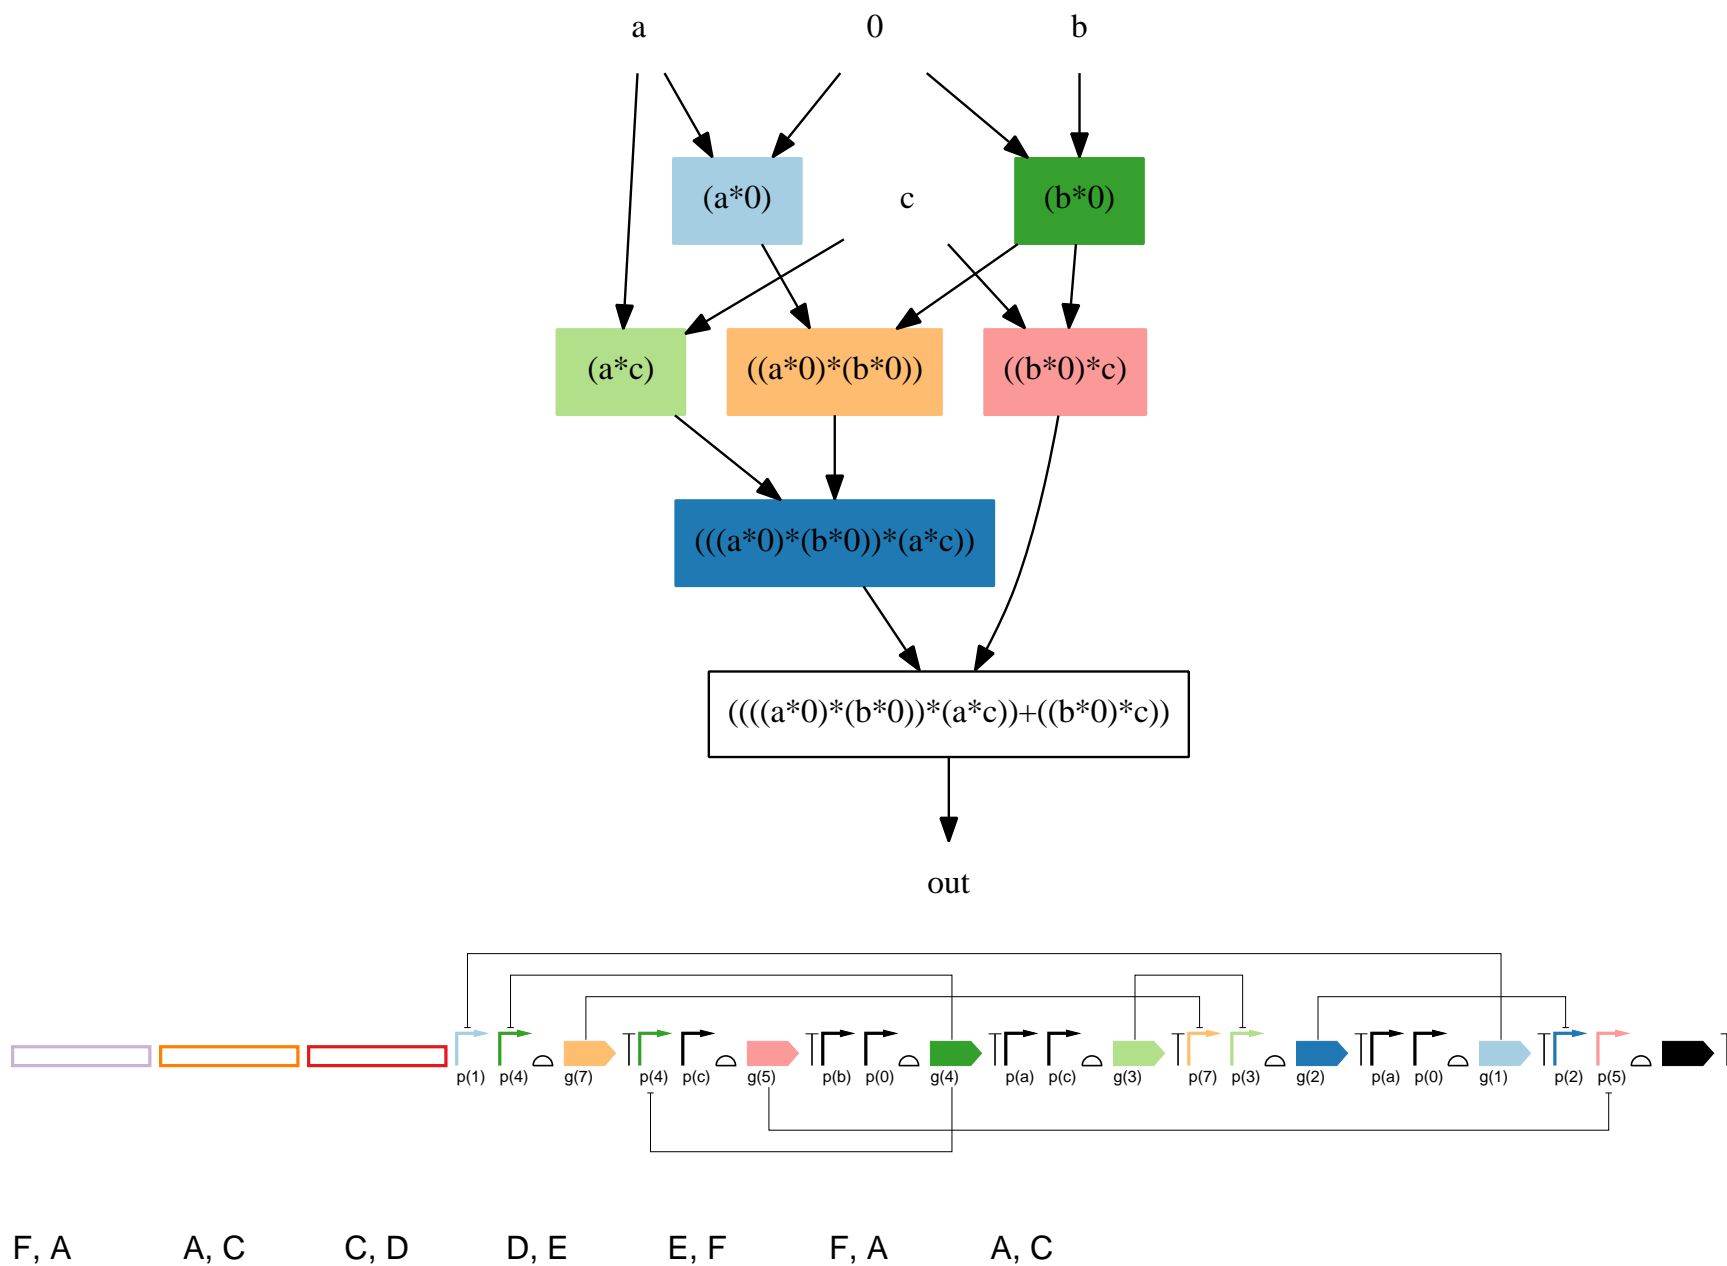 a 0 b
(a*0) c (b*0)
(a*c) ((a*0)*(b*0)) ((b*0)*c)
(((a*0)*(b*0))*(a*c))
((((a*0)*(b*0))*(a*c))+((b*0)*c))
out
p(1) p(4) g(7) p(4) p(c) g(5) p(b) p(0) g(4) p(a) p(c) g(3) p(7) p(3) g(2) p(a) p(0) g(1) p(2) p(5)
F, A A, C C, D D, E E, F F, A A, C